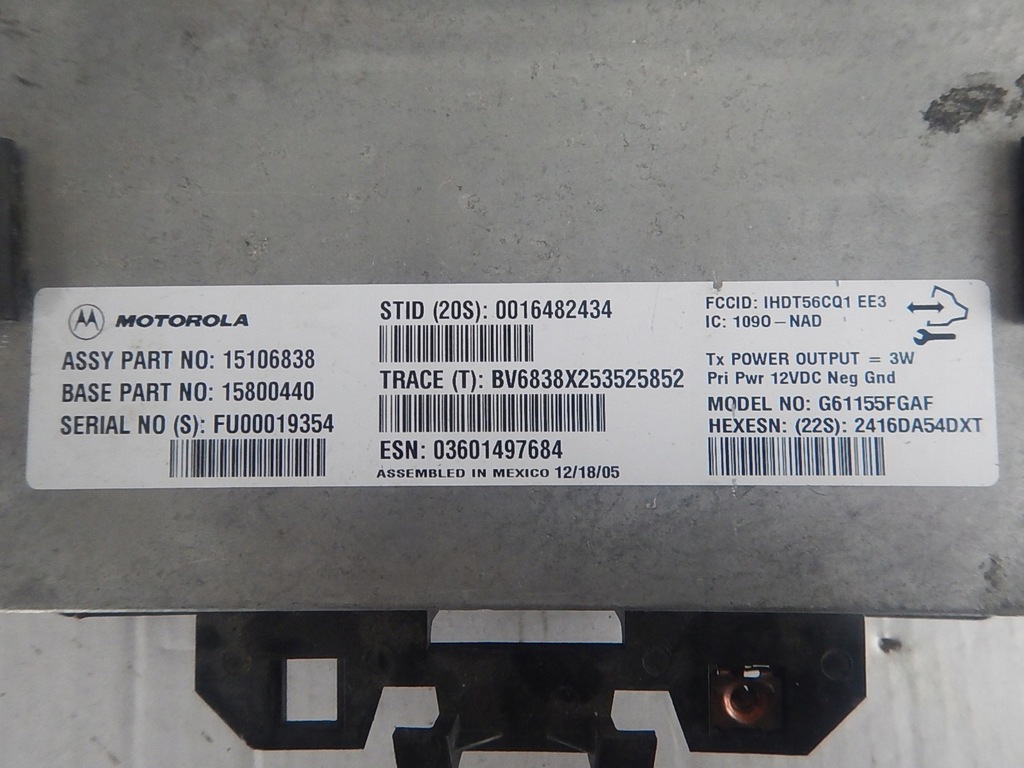 MOTOROLA
ASSY PART NO: 15106838
BASE PART NO: 15800440
SERIAL NO (S): FU00019354
STID (20S): 0016482434
TRACE (T): BV6838X253525852
ESN: 03601497684
ASSEMBLED IN MEXICO 12/18/05
FCCID: IHDT56CQ1 EE3
IC: 1090-NAD
Tx POWER OUTPUT = 3W
Pri Pwr 12VDC Neg Gnd
MODEL NO: G61155FGAF
HEXESN: (22S): 2416DA54DXT